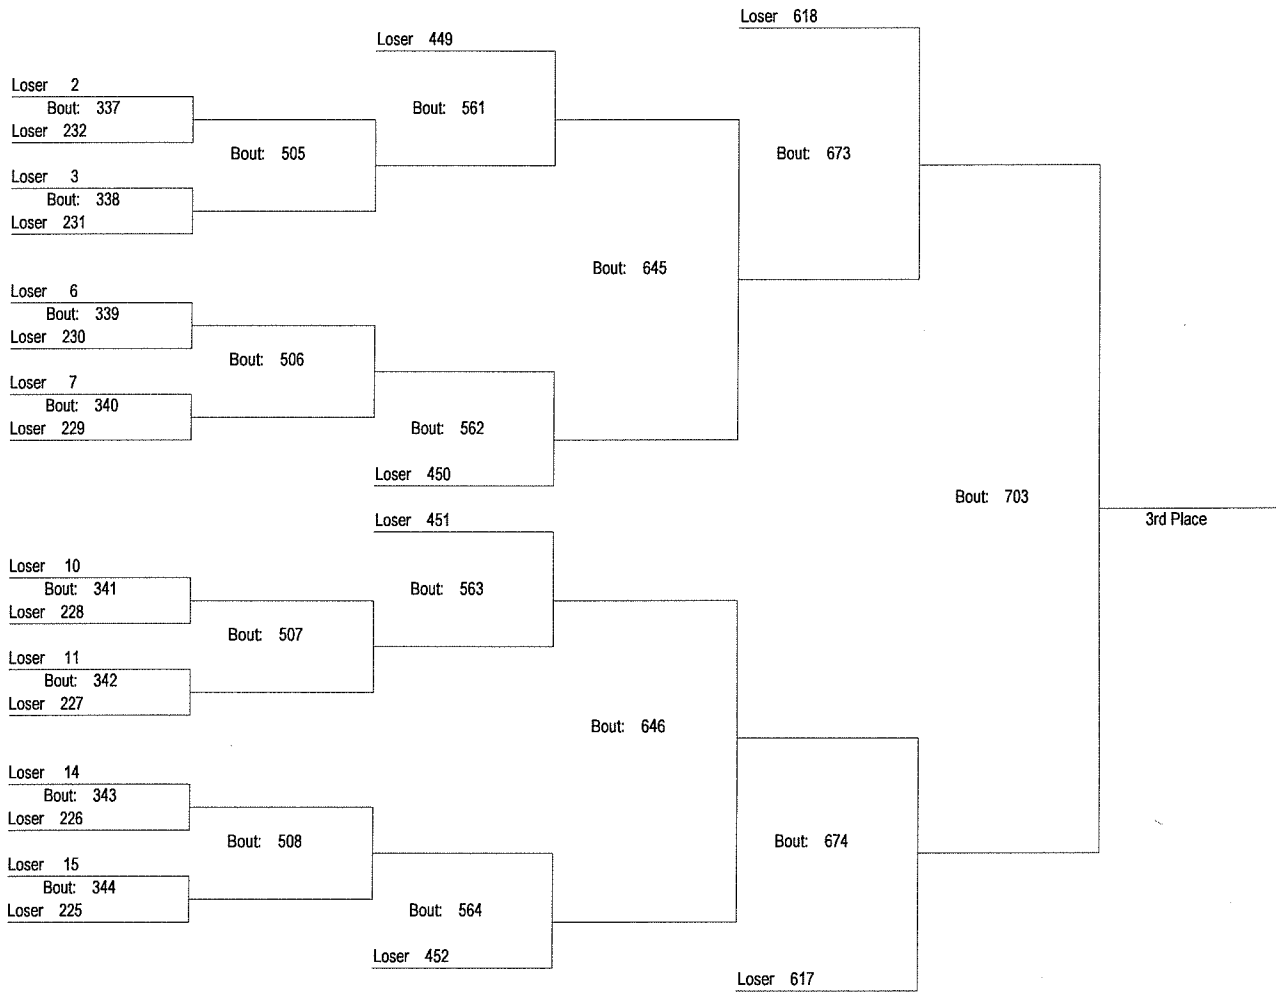 Loser 618
Loser 449
Loser 2
Bout: 337
Loser 232
Bout: 561
Bout: 505
Bout: 673
Loser 3
Bout: 338
Loser 231
Bout: 645
Loser 6
Bout: 339
Loser 230
Bout: 506
Loser 7
Bout: 340
Loser 229
Bout: 562
Loser 450
Bout: 703
3rd Place
Loser 451
Loser 10
Bout: 341
Loser 228
Bout: 563
Bout: 507
Loser 11
Bout: 342
Loser 227
Bout: 646
Loser 14
Bout: 343
Loser 226
Bout: 508
Bout: 674
Loser 15
Bout: 344
Loser 225
Bout: 564
Loser 452
Loser 617